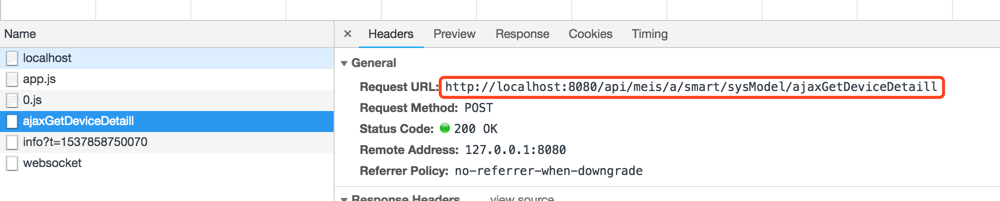 Name
× Headers Preview Response Cookies Timing
localhost
app.js
0.js
ajaxGetDeviceDetaill
info?t=1537858750070
websocket
General
Request URL: http://localhost:8080/api/meis/a/smart/sysModel/ajaxGetDeviceDetaill
Request Method: POST
Status Code: 200 OK
Remote Address: 127.0.0.1:8080
Referrer Policy: no-referrer-when-downgrade
Response Headers view source